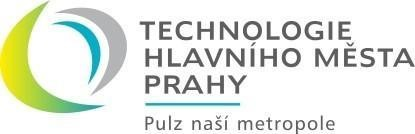 TECHNOLOGIE
HLAVNÍHO MĚSTA
PRAHY
Pulz naší metropole